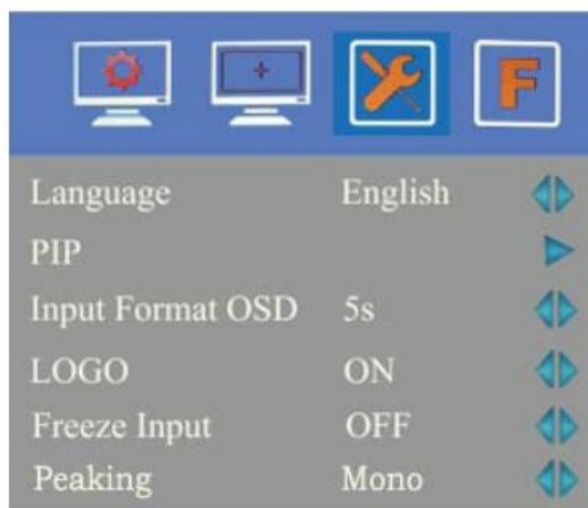 F
Language English
PIP
Input Format OSD 5s
LOGO ON
Freeze Input OFF
Peaking Mono